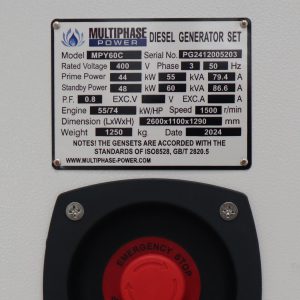 MULTIPHASE POWER DIESEL GENERATOR SET
Model MPY60C Serial No. PG2412005203
Rated Voltage 400 V Phase 3 50 Hz
Prime Power 44 kW 55 kVA 79.4 A
Standby Power 48 kW 60 kVA 86.6 A
P.F. 0.8 EXC.V V EXC.A A
Engine 55/74 kW/HP Speed 1500 r/min
Dimension (LxWxH) 2600x1100x1290 mm
Weight 1250 kg Date 2024
NOTES! THE GENSETS ARE ACCORDED WITH THE
STANDARDS OF ISO8528, GB/T 2820.5
WWW.MULTIPHASE-POWER.COM
EMERGENCY STOP